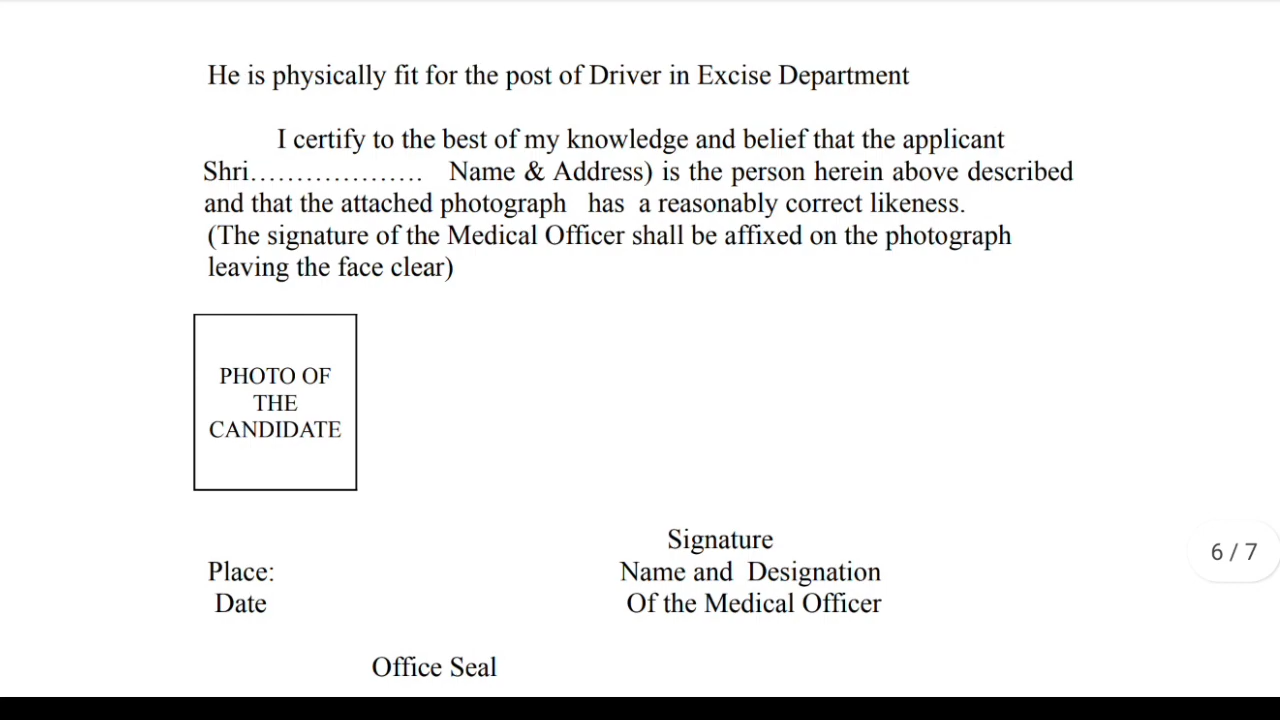 He is physically fit for the post of Driver in Excise Department
I certify to the best of my knowledge and belief that the applicant
Shri................... Name & Address) is the person herein above described
and that the attached photograph has a reasonably correct likeness.
(The signature of the Medical Officer shall be affixed on the photograph
leaving the face clear)
PHOTO OF
THE
CANDIDATE
Signature
Place: Name and Designation
Date Of the Medical Officer
Office Seal
6 / 7